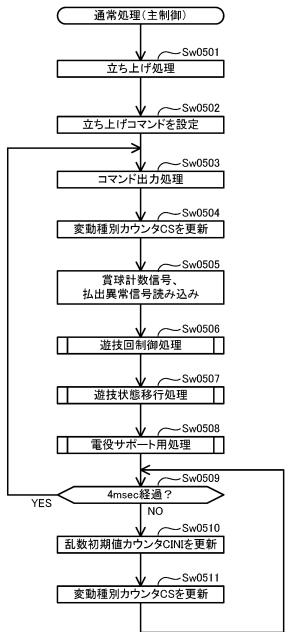 通常処理(主制御)
Sw0501
立ち上げ処理
Sw0502
立ち上げコマンドを設定
Sw0503
コマンド出力処理
Sw0504
変動種別カウンタCSを更新
Sw0505
賞球計数信号、
払出異常信号読み込み
Sw0506
遊技回制御処理
Sw0507
遊技状態移行処理
Sw0508
電役サポート用処理
Sw0509
4msec経過?
YES
NO
Sw0510
乱数初期値カウンタCINIを更新
Sw0511
変動種別カウンタCSを更新